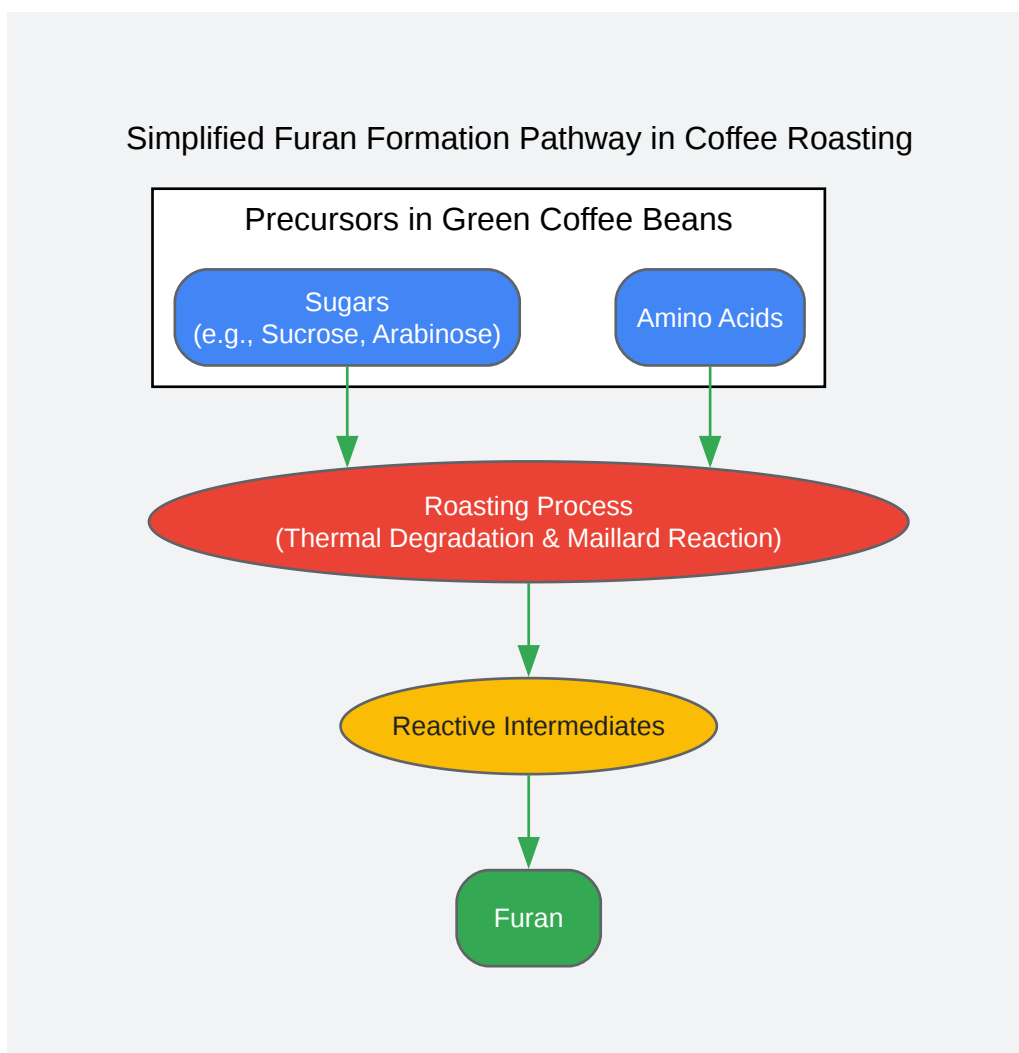 Simplified Furan Formation Pathway in Coffee Roasting
Precursors in Green Coffee Beans
Sugars
(e.g., Sucrose, Arabinose)
Amino Acids
Roasting Process
(Thermal Degradation & Maillard Reaction)
Reactive Intermediates
Furan